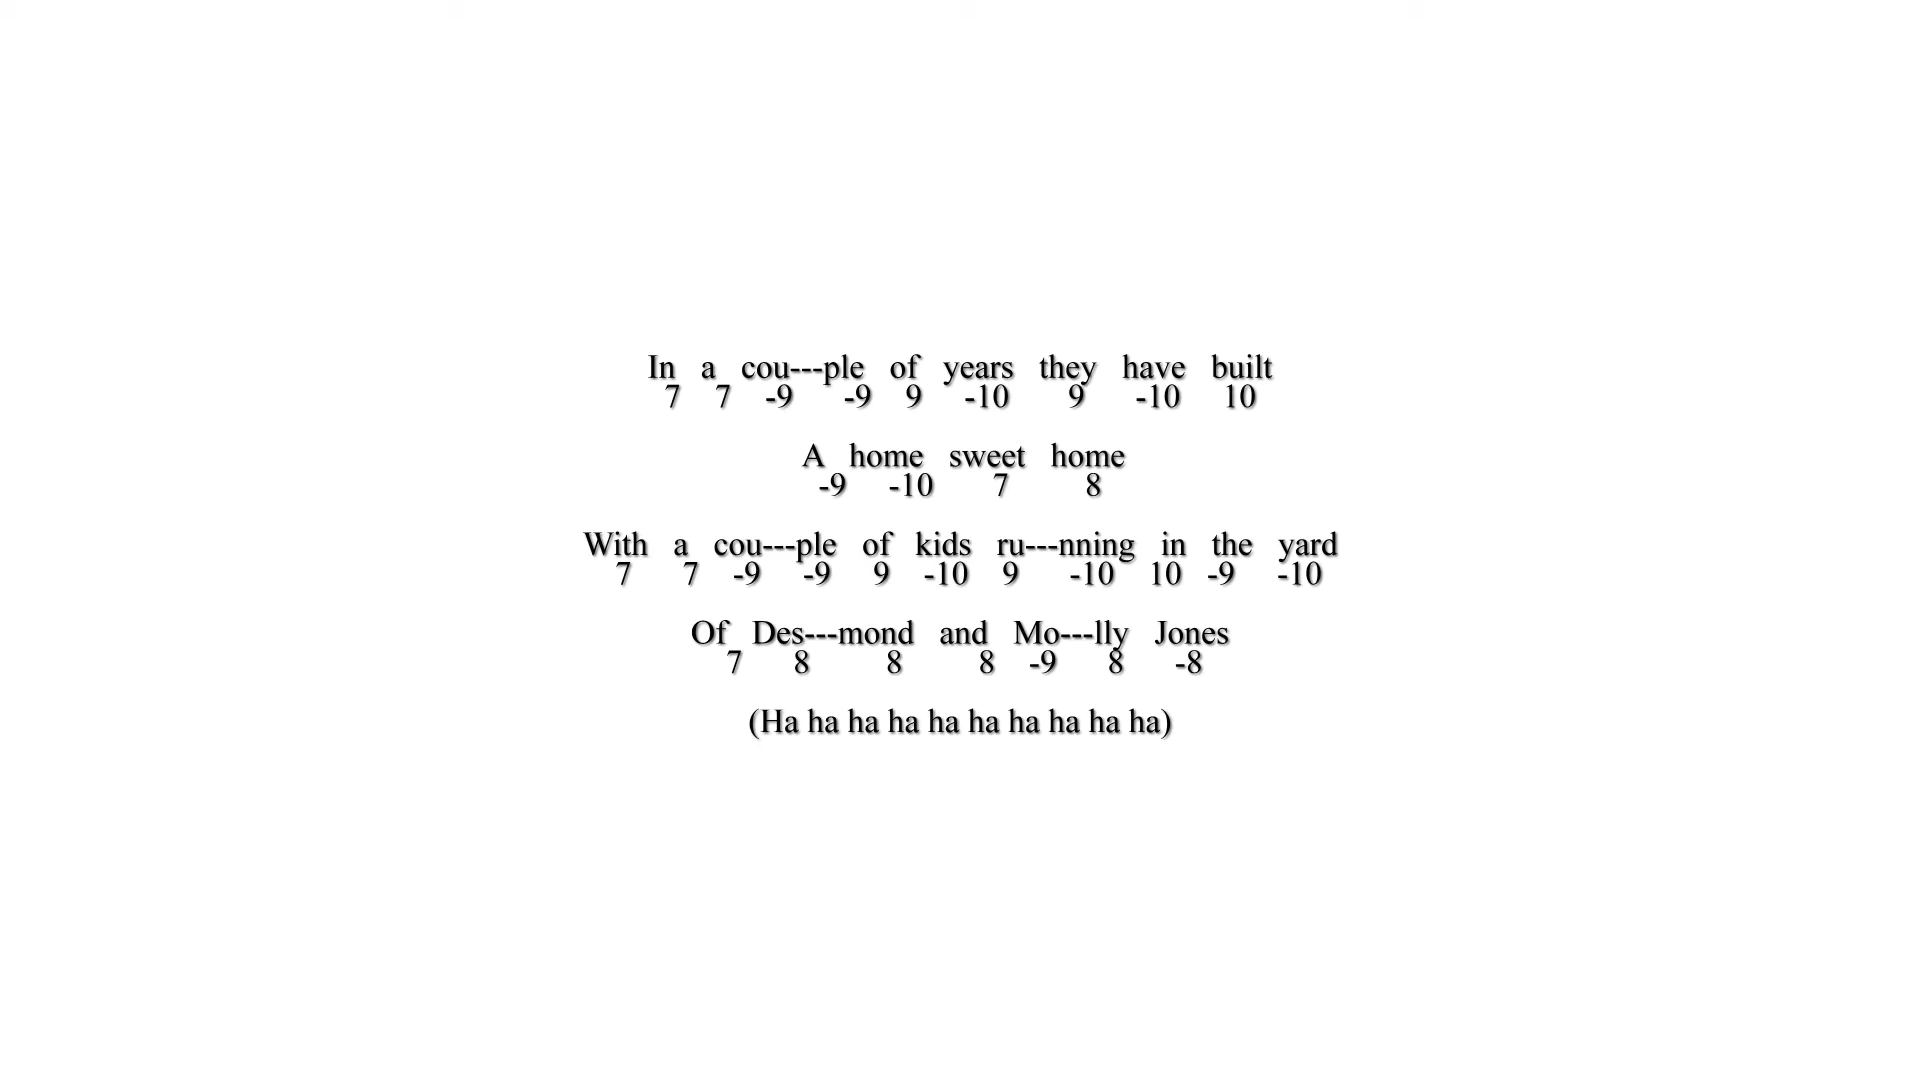 In a cou---ple of years they have built
7 7 -9 -9 9 -10 9 -10 10
A home sweet home
-9 -10 7 8
With a cou---ple of kids ru---nning in the yard
7 7 -9 -9 9 -10 9 -10 10 -9 -10
Of Des---mond and Mo---lly Jones
7 8 8 8 -9 8 -8
(Ha ha ha ha ha ha ha ha ha ha)